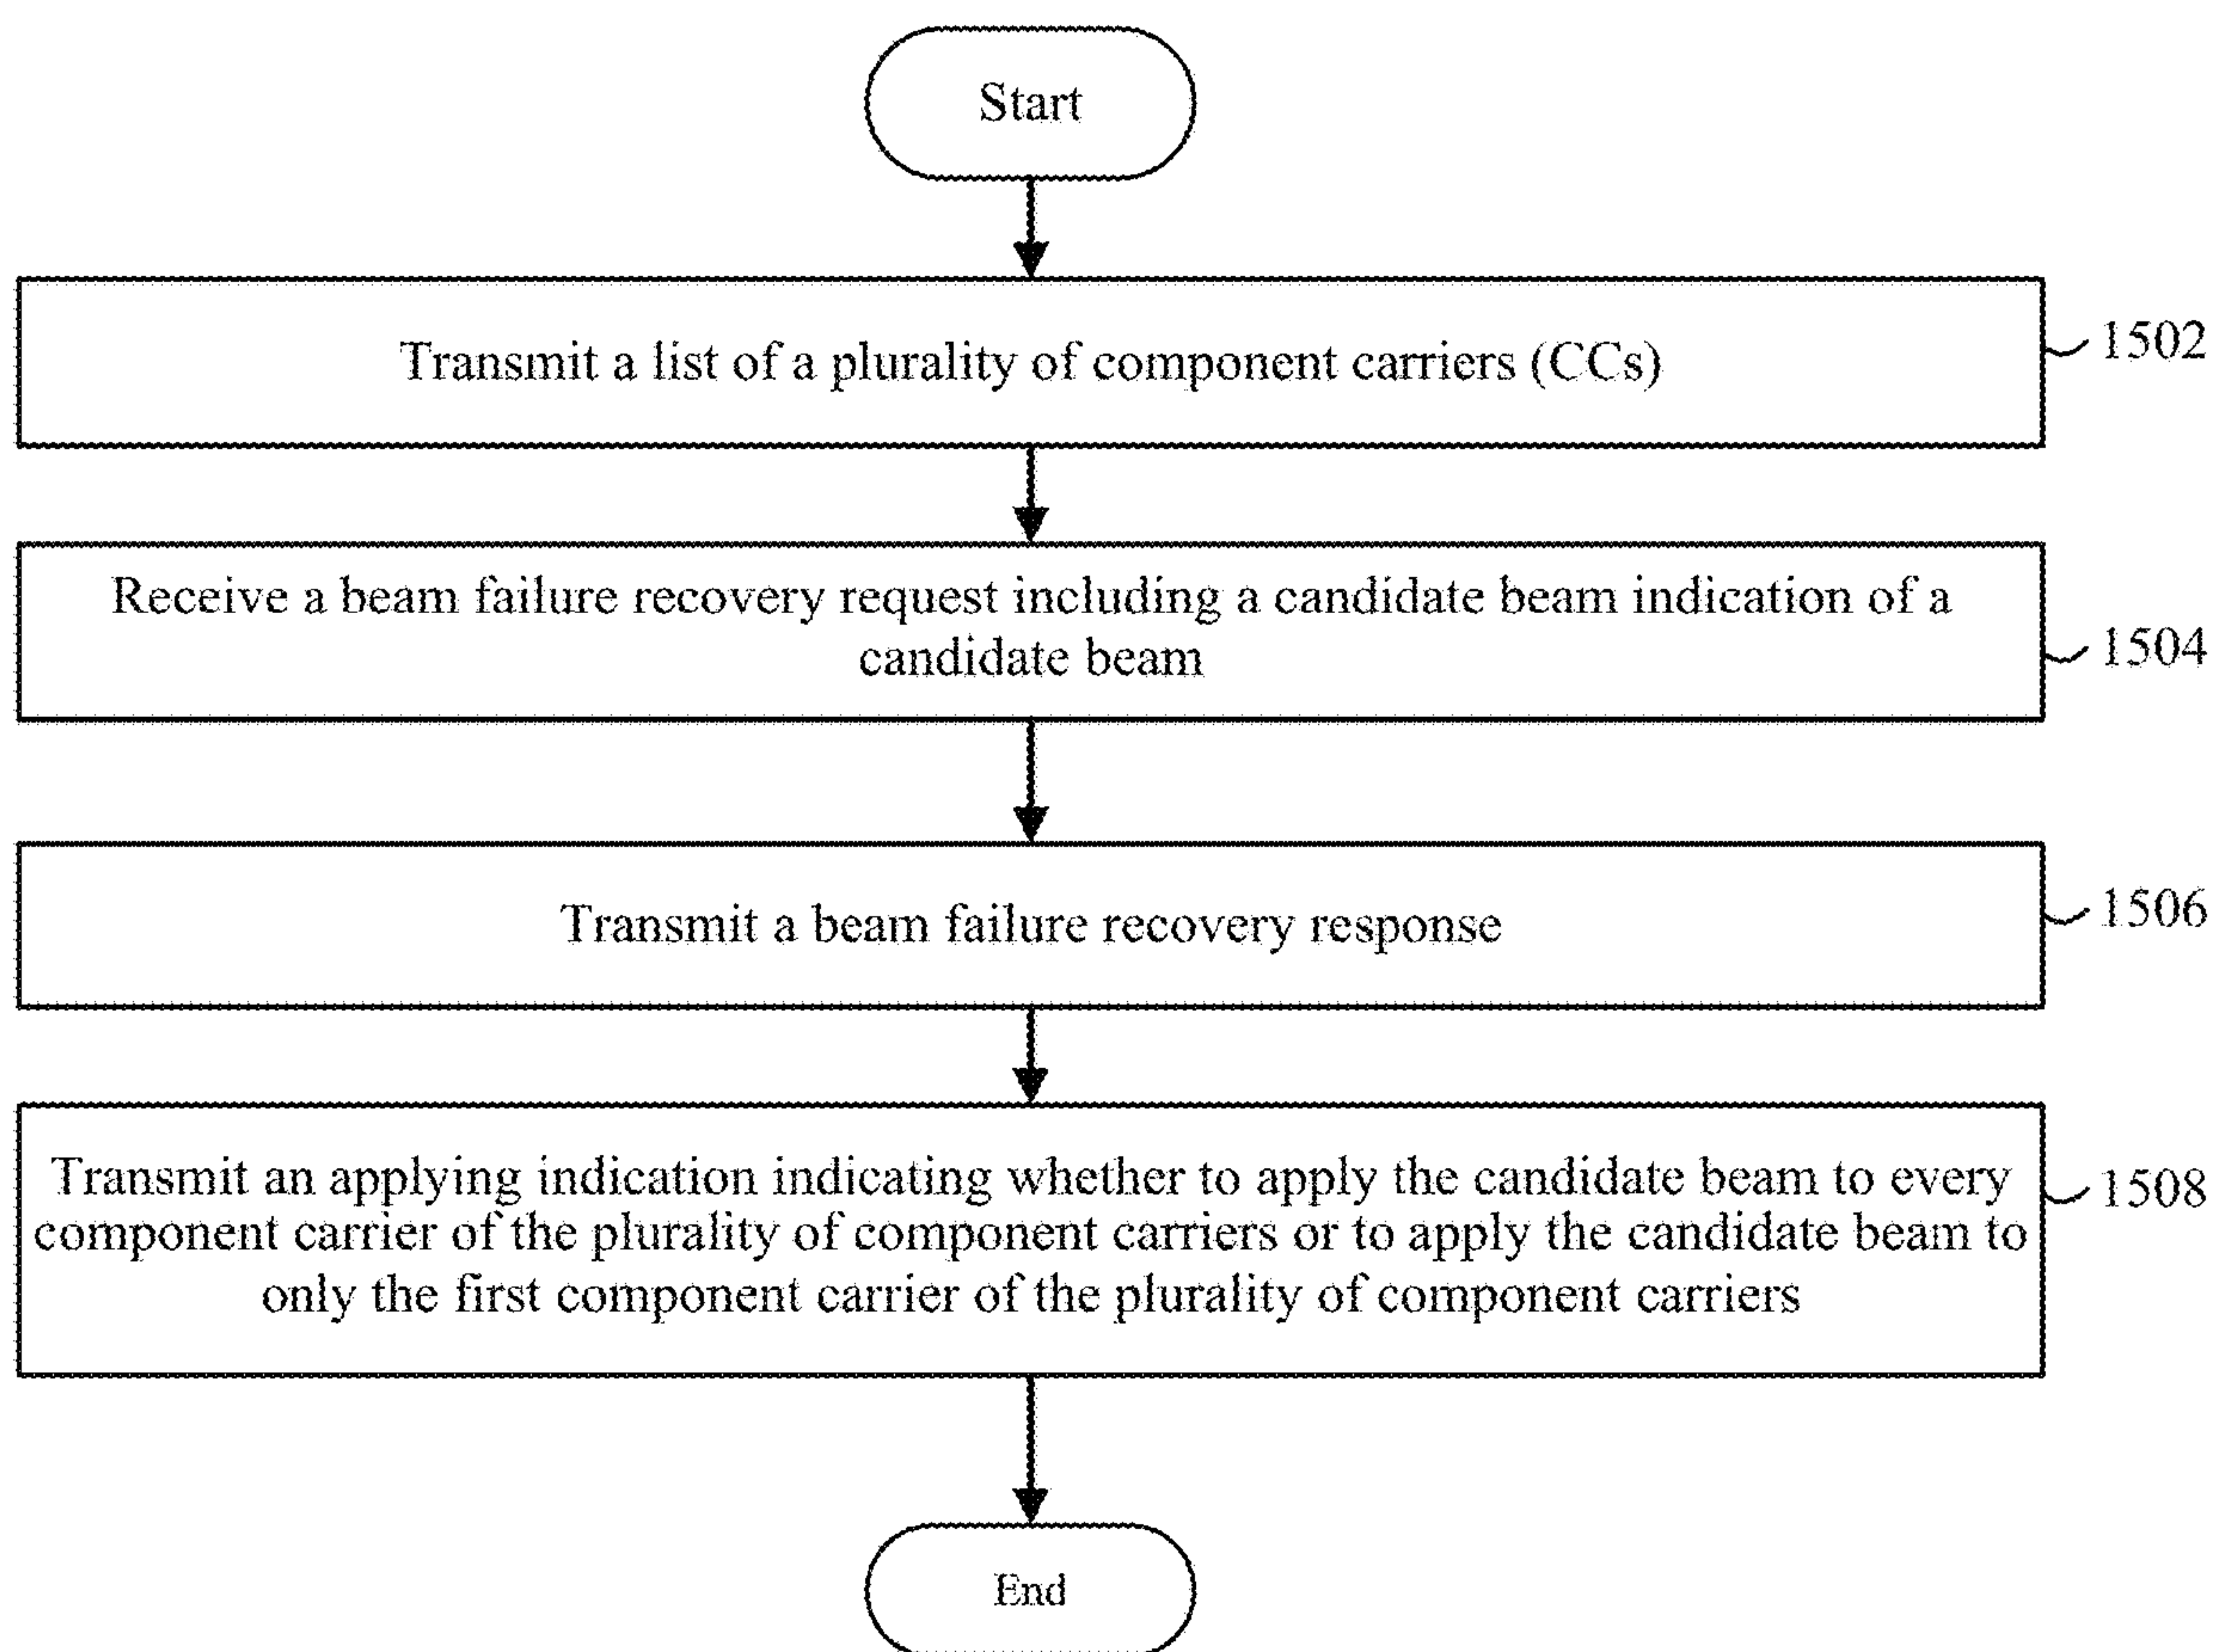 Start
Transmit a list of a plurality of component carriers (CCs)
1502
Receive a beam failure recovery request including a candidate beam indication of a
candidate beam
1504
Transmit a beam failure recovery response
1506
Transmit an applying indication indicating whether to apply the candidate beam to every
component carrier of the plurality of component carriers or to apply the candidate beam to
only the first component carrier of the plurality of component carriers
1508
End